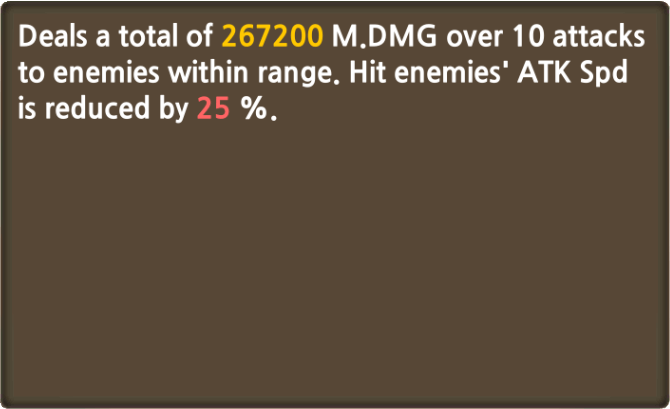 Deals a total of 267200 M.DMG over 10 attacks
to enemies within range. Hit enemies' ATK Spd
is reduced by 25 %.